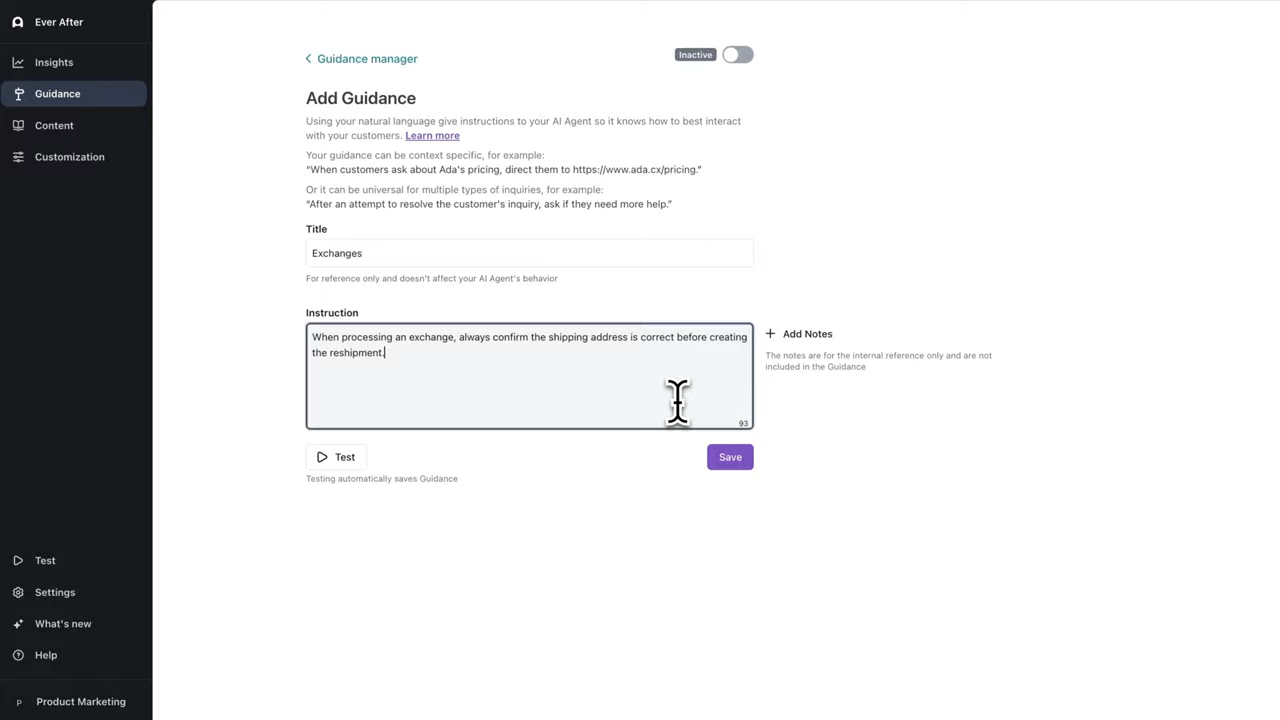 Ever After
Insights
Guidance
Content
Customization
Test
Settings
What's new
Help
P Product Marketing
Guidance manager
Inactive
Add Guidance
Using your natural language give instructions to your AI Agent so it knows how to best interact
with your customers. Learn more
Your guidance can be context specific, for example:
“When customers ask about Ada's pricing, direct them to https://www.ada.cx/pricing.”
Or it can be universal for multiple types of inquiries, for example:
“After an attempt to resolve the customer's inquiry, ask if they need more help.”
Title
Exchanges
For reference only and doesn't affect your AI Agent's behavior
Instruction
When processing an exchange, always confirm the shipping address is correct before creating
the reshipment.
93
Add Notes
The notes are for the internal reference only and are not
included in the Guidance
Test
Save
Testing automatically saves Guidance